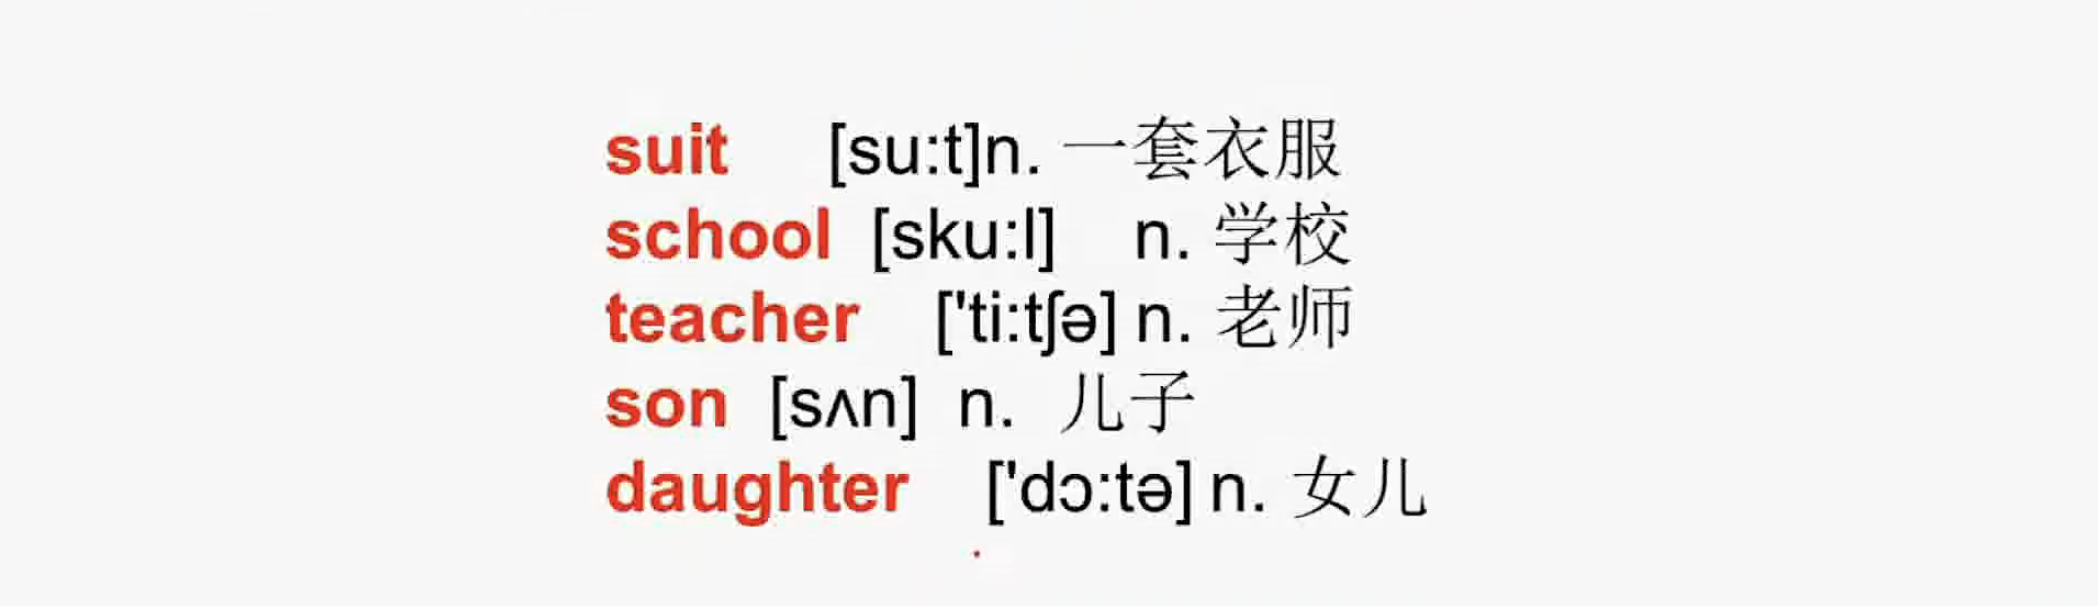 suit [su:t]n. 一套衣服
school [sku:l] n. 学校
teacher ['ti:tʃə] n. 老师
son [sʌn] n. 儿子
daughter ['dɔ:tə] n. 女儿